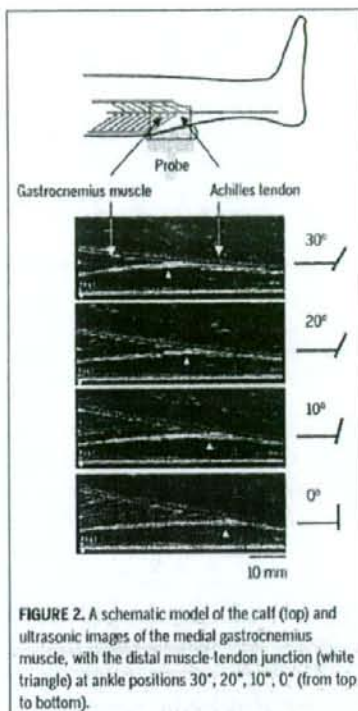 Probe
Gastrocnemius muscle
Achilles tendon
30°
20°
10°
0°
10 mm
FIGURE 2. A schematic model of the calf (top) and
ultrasonic images of the medial gastrocnemius
muscle, with the distal muscle-tendon junction (white
triangle) at ankle positions 30°, 20°, 10°, 0° (from top
to bottom).